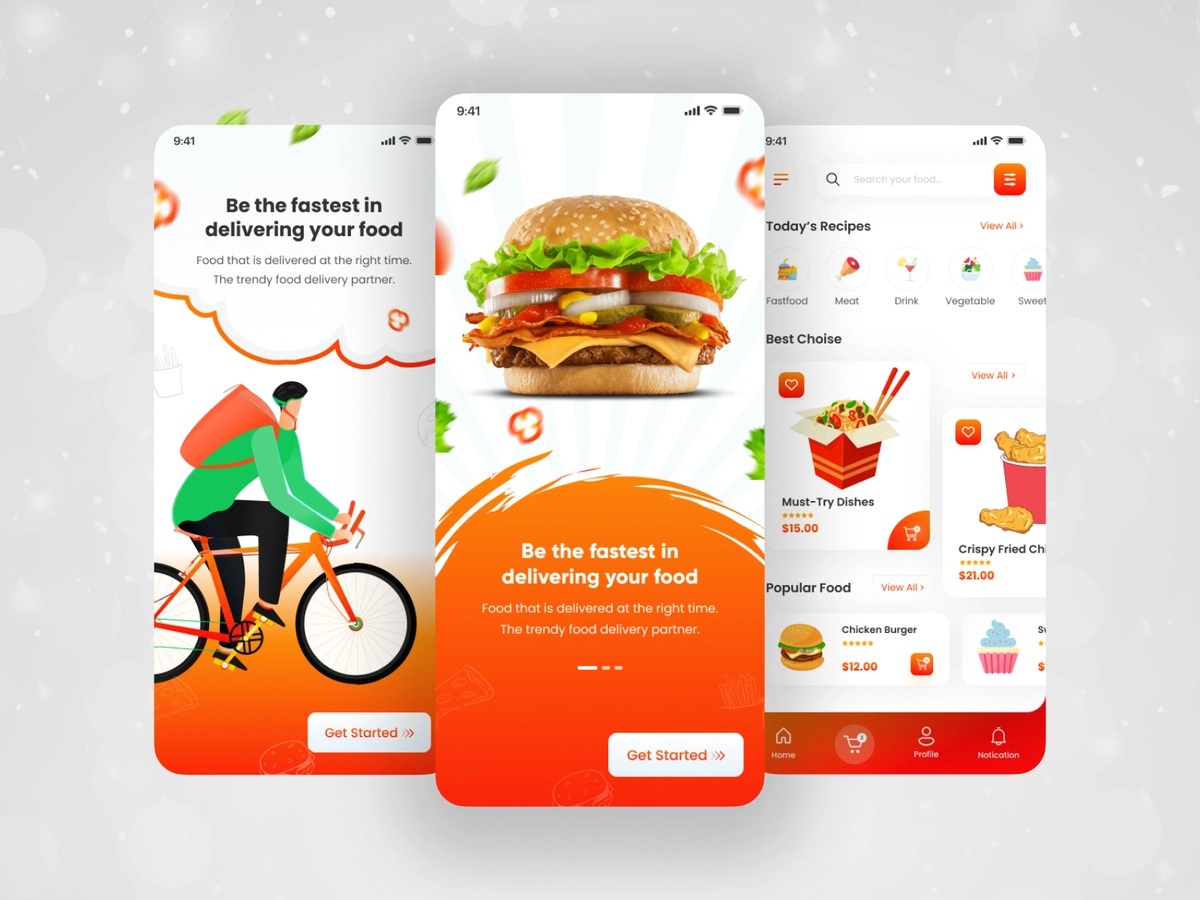 9:41
Be the fastest in
delivering your food
Food that is delivered at the right time.
The trendy food delivery partner.
Get Started
9:41
Be the fastest in
delivering your food
Food that is delivered at the right time.
The trendy food delivery partner.
Get Started
9:41
Search your food...
Today's Recipes
View All >
Fastfood
Meat
Drink
Vegetable
Sweet
Best Choise
View All >
Must-Try Dishes
$15.00
Crispy Fried Chi
$21.00
Popular Food
View All >
Chicken Burger
$12.00
Sw
$
Home
Profile
Notication